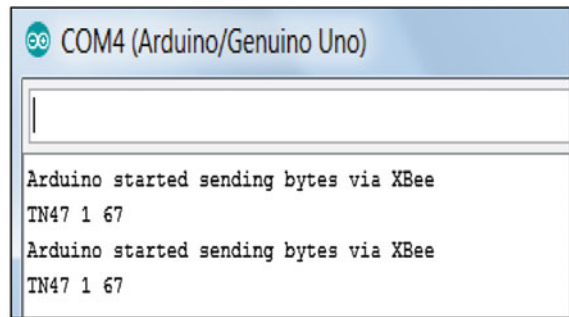 COM4 (Arduino/Genuino Uno)
Arduino started sending bytes via XBee
TN47 1 67
Arduino started sending bytes via XBee
TN47 1 67